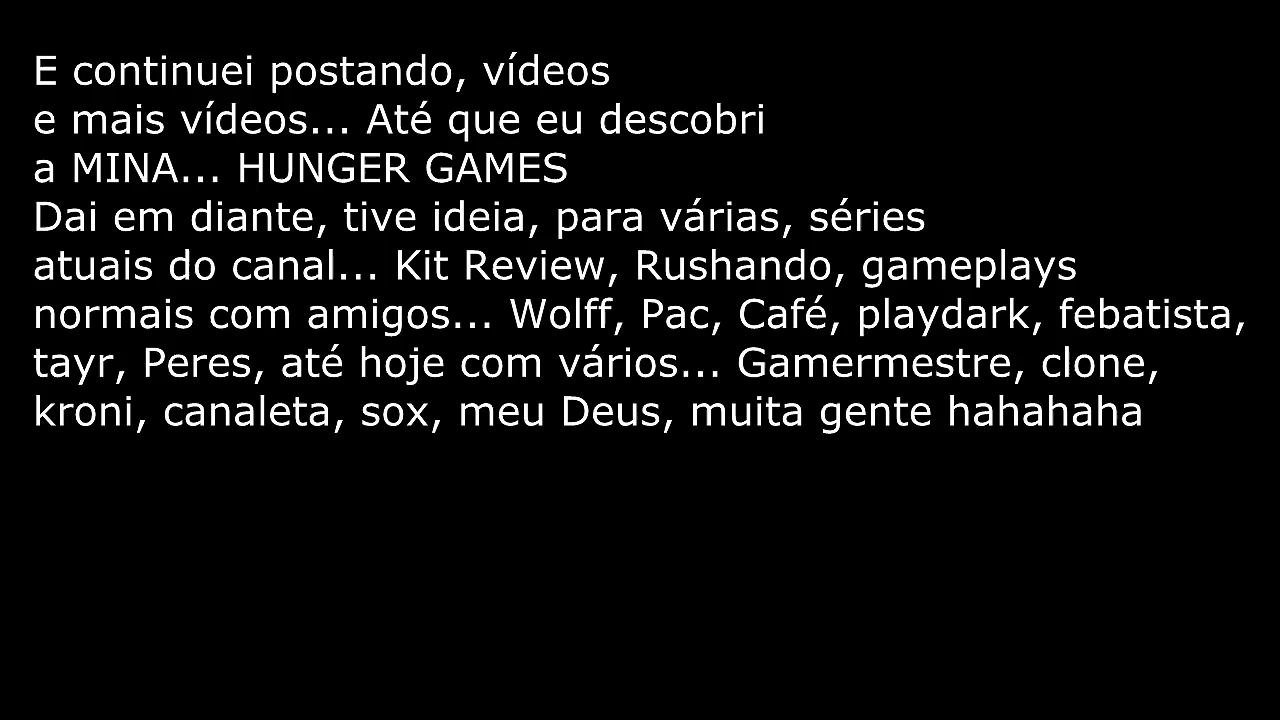 E continuei postando, vídeos
e mais vídeos... Até que eu descobri
a MINA... HUNGER GAMES
Dai em diante, tive ideia, para várias, séries
atuais do canal... Kit Review, Rushando, gameplays
normais com amigos... Wolff, Pac, Café, playdark, febatista,
tayr, Peres, até hoje com vários... Gamermestre, clone,
kroni, canaleta, sox, meu Deus, muita gente hahahaha